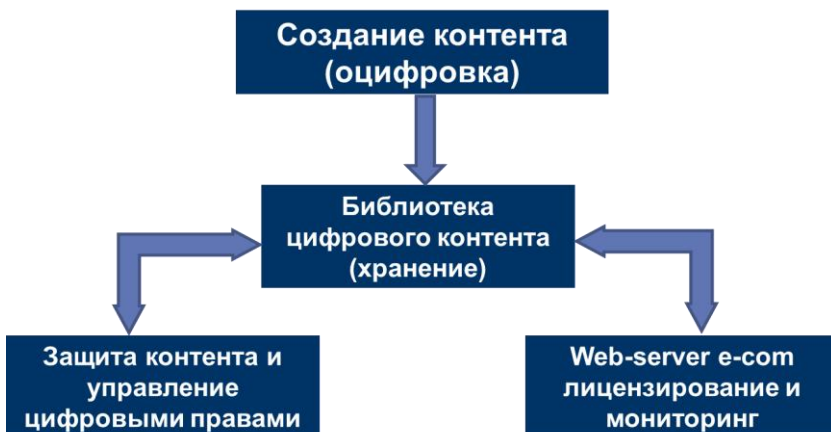 Создание контента
(оцифровка)
Библиотека
цифрового контента
(хранение)
Защита контента и
управление
цифровыми правами
Web-server e-com
лицензирование и
мониторинг